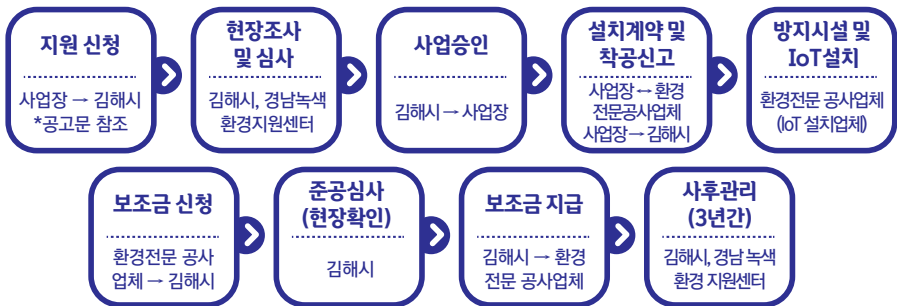 지원 신청
사업장 → 김해시
*공고문 참조
현장조사
및 심사
김해시, 경남녹색
환경지원센터
사업승인
김해시 → 사업장
설치계약 및
착공신고
사업장 ↔ 환경
전문공사업체
사업장 → 김해시
방지시설 및
IoT설치
환경전문 공사업체
(IoT 설치업체)
보조금 신청
환경전문 공사
업체 → 김해시
준공심사
(현장확인)
김해시
보조금 지급
김해시 → 환경
전문 공사업체
사후관리
(3년간)
김해시, 경남 녹색
환경 지원센터